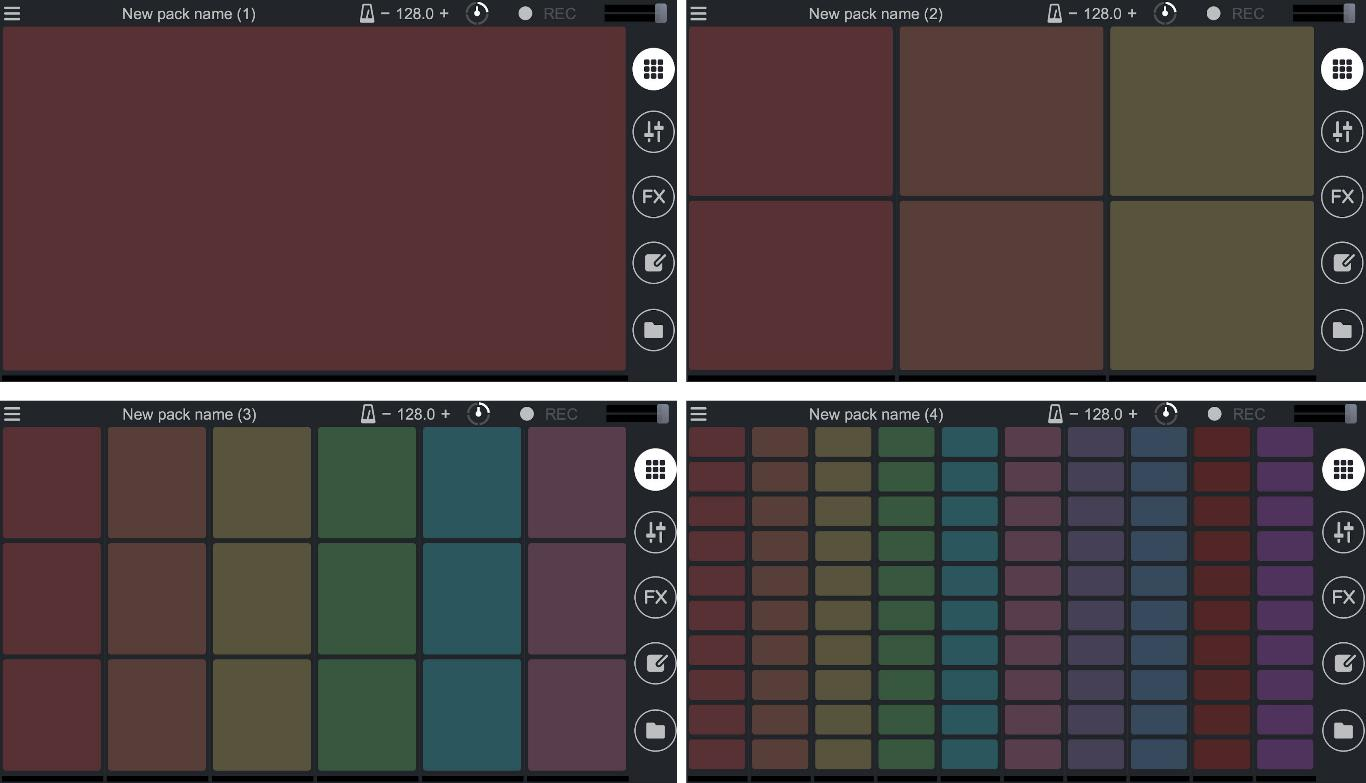 New pack name (1) − 128.0 + REC
FX
New pack name (2) − 128.0 + REC
FX
New pack name (3) − 128.0 + REC
FX
New pack name (4) − 128.0 + REC
FX